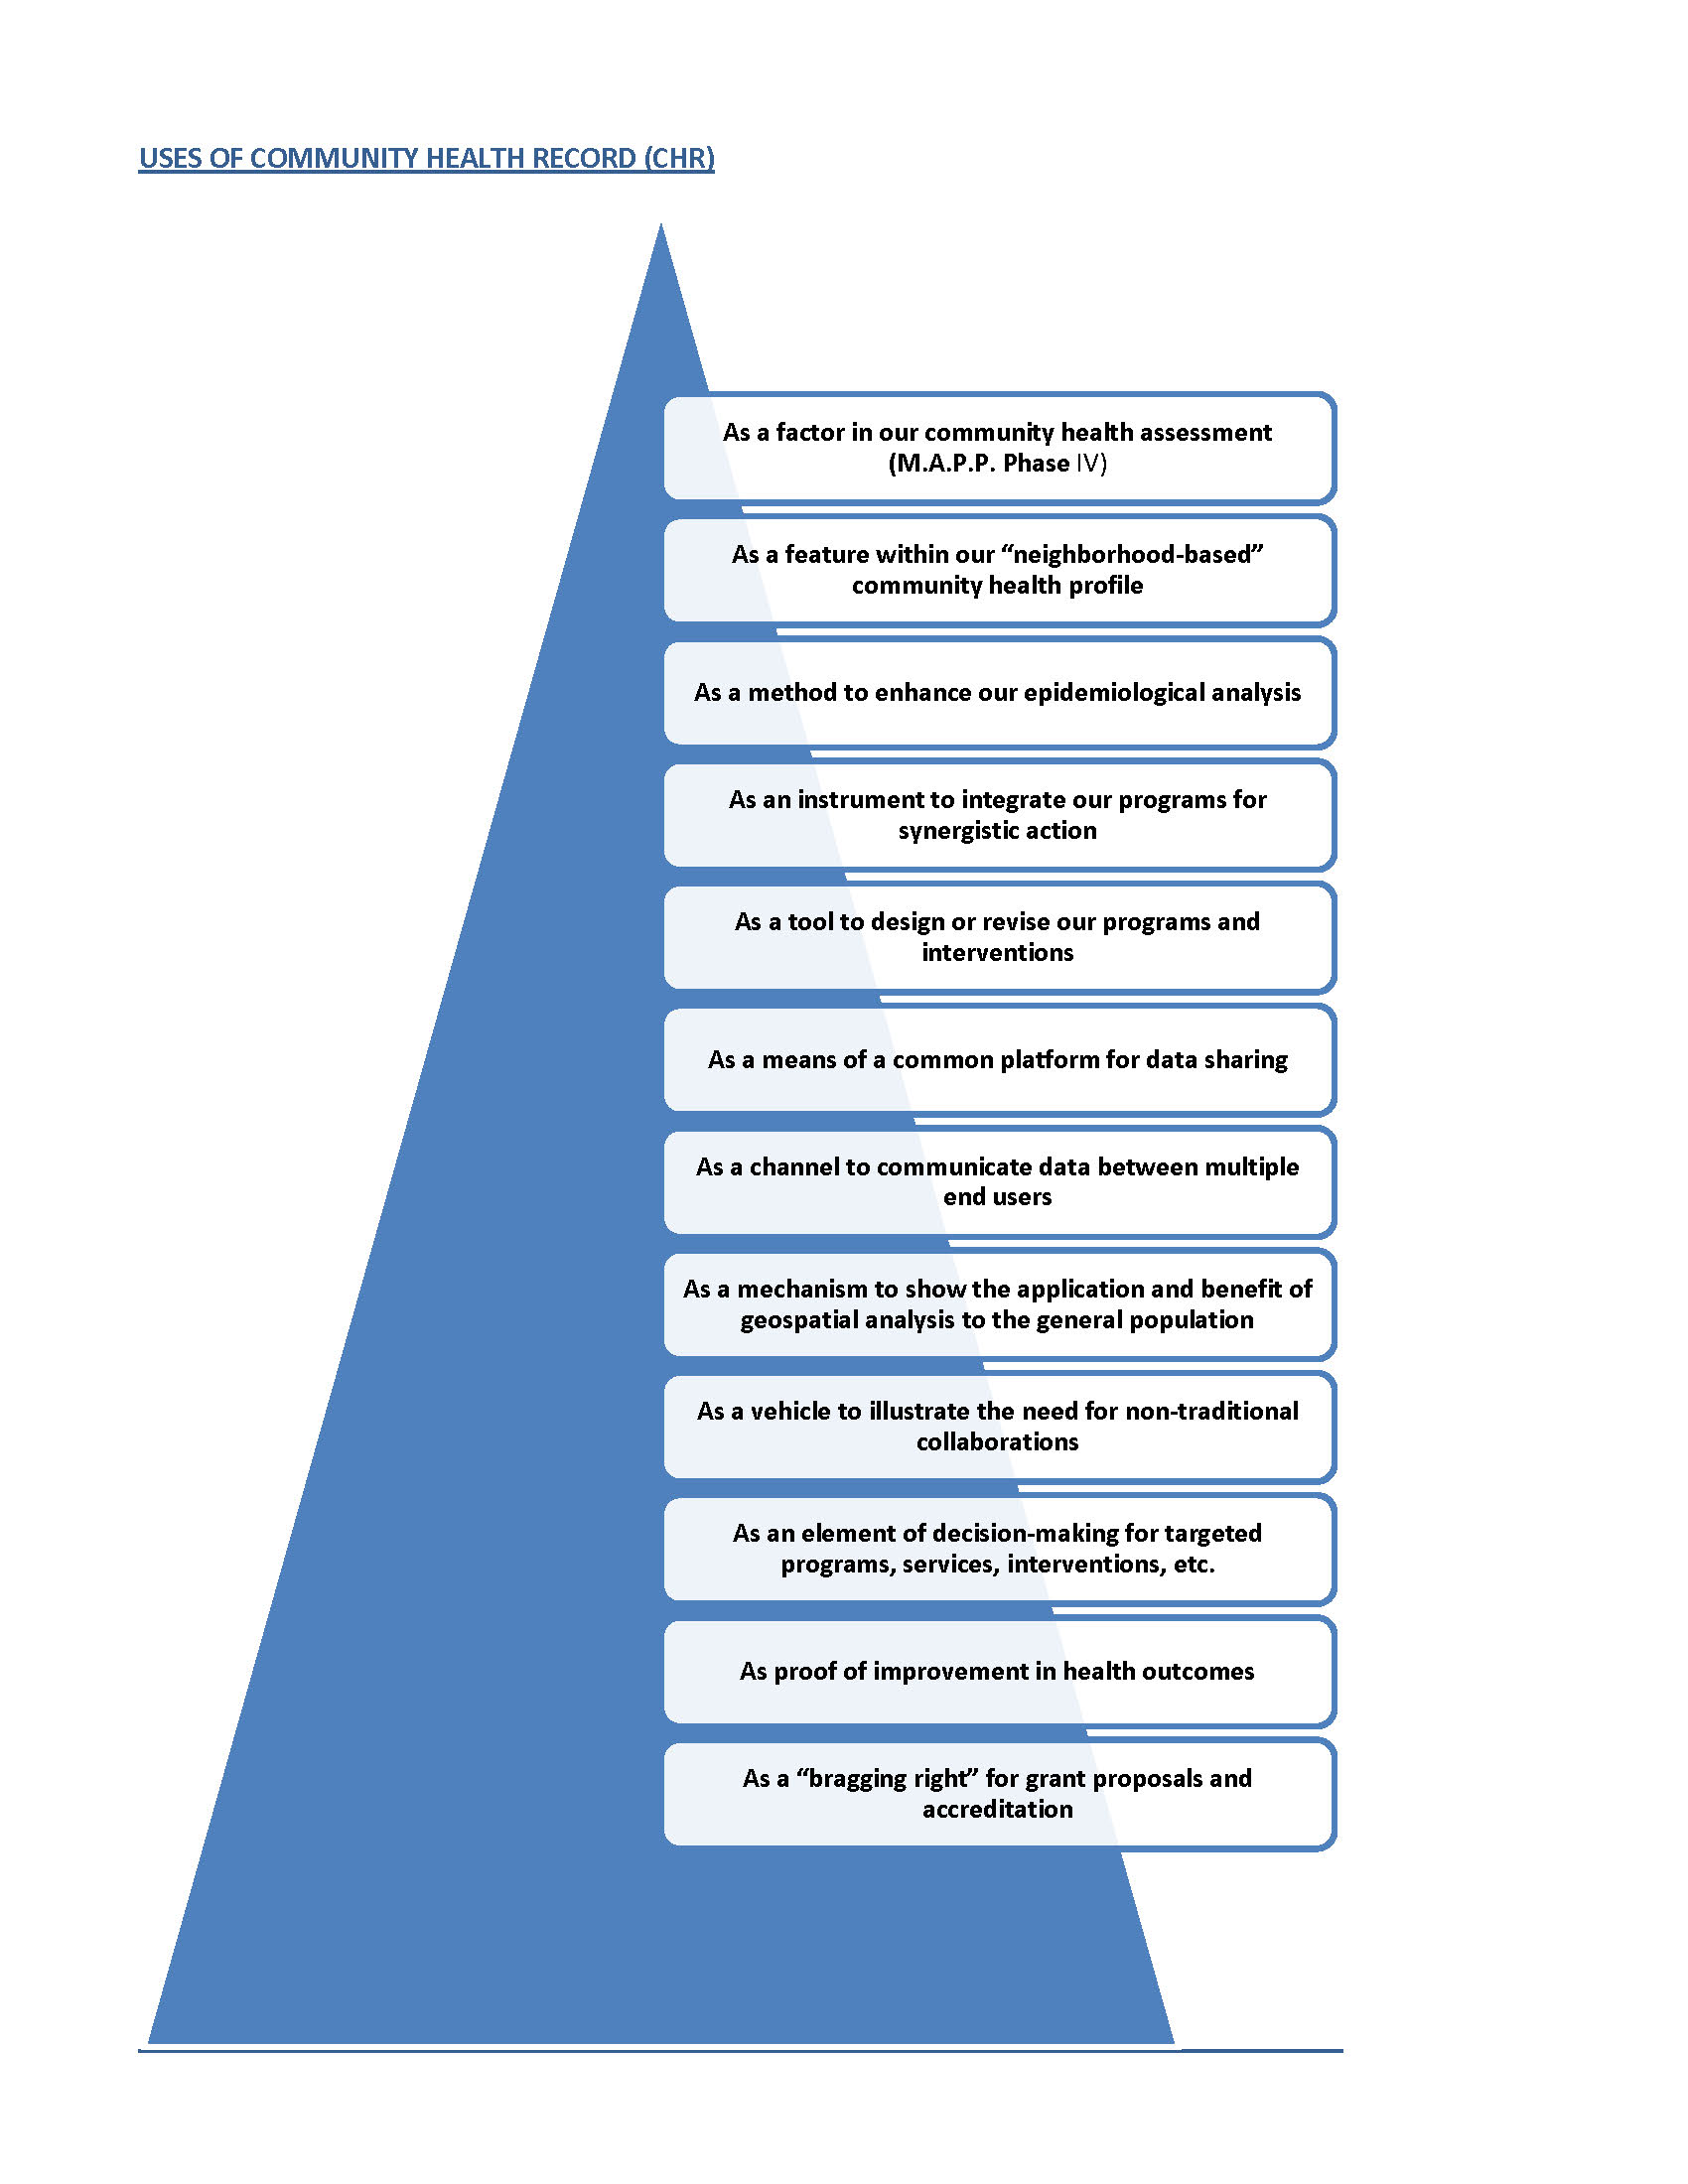 USES OF COMMUNITY HEALTH RECORD (CHR)
As a factor in our community health assessment
(M.A.P.P. Phase IV)
As a feature within our “neighborhood-based”
community health profile
As a method to enhance our epidemiological analysis
As an instrument to integrate our programs for
synergistic action
As a tool to design or revise our programs and
interventions
As a means of a common platform for data sharing
As a channel to communicate data between multiple
end users
As a mechanism to show the application and benefit of
geospatial analysis to the general population
As a vehicle to illustrate the need for non-traditional
collaborations
As an element of decision-making for targeted
programs, services, interventions, etc.
As proof of improvement in health outcomes
As a “bragging right” for grant proposals and
accreditation